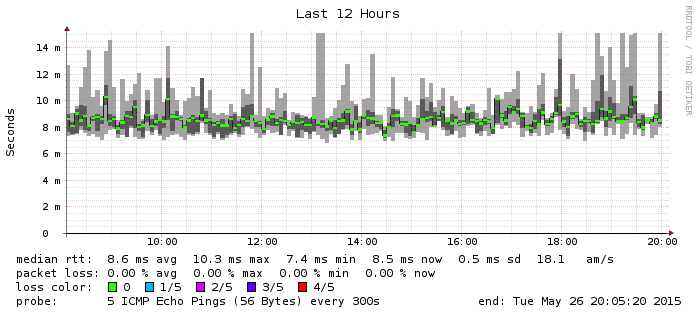 Last 12 Hours
RRDTOOL / TOBI OETIKER
Seconds
14 m
12 m
10 m
8 m
6 m
4 m
2 m
0
10:00 12:00 14:00 16:00 18:00 20:00
median rtt: 8.6 ms avg 10.3 ms max 7.4 ms min 8.5 ms now 0.5 ms sd 18.1 am/s
packet loss: 0.00 % avg 0.00 % max 0.00 % min 0.00 % now
loss color: 0 1/5 2/5 3/5 4/5
probe: 5 ICMP Echo Pings (56 Bytes) every 300s end: Tue May 26 20:05:20 2015